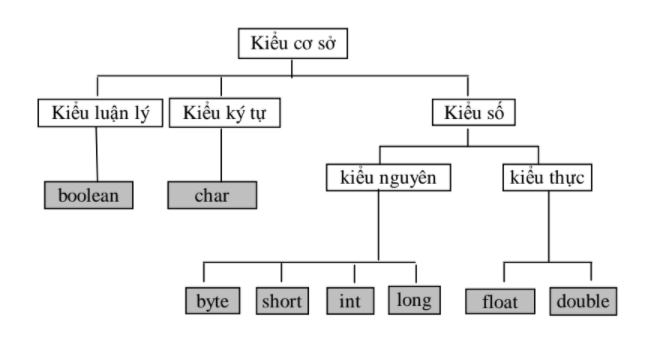 Kiểu cơ sở
Kiểu luận lý
Kiểu ký tự
Kiểu số
kiểu nguyên
kiểu thực
boolean
char
byte
short
int
long
float
double